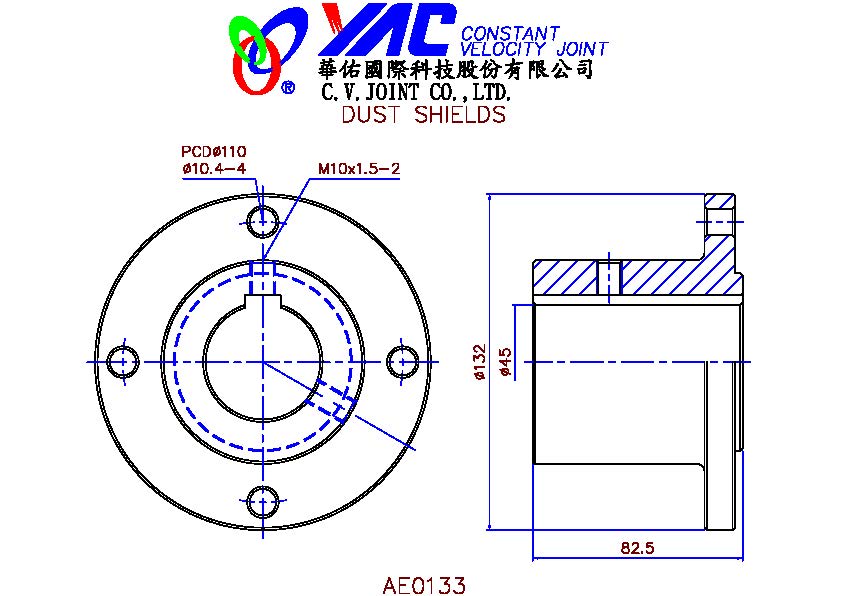 YAC CONSTANT
VELOCITY JOINT
®
華佑國際科技股份有限公司
C.V.JOINT CO.,LTD.
DUST SHIELDS
PCDø110
ø10.4-4
M10x1.5-2
ø132
ø45
82.5
AE0133